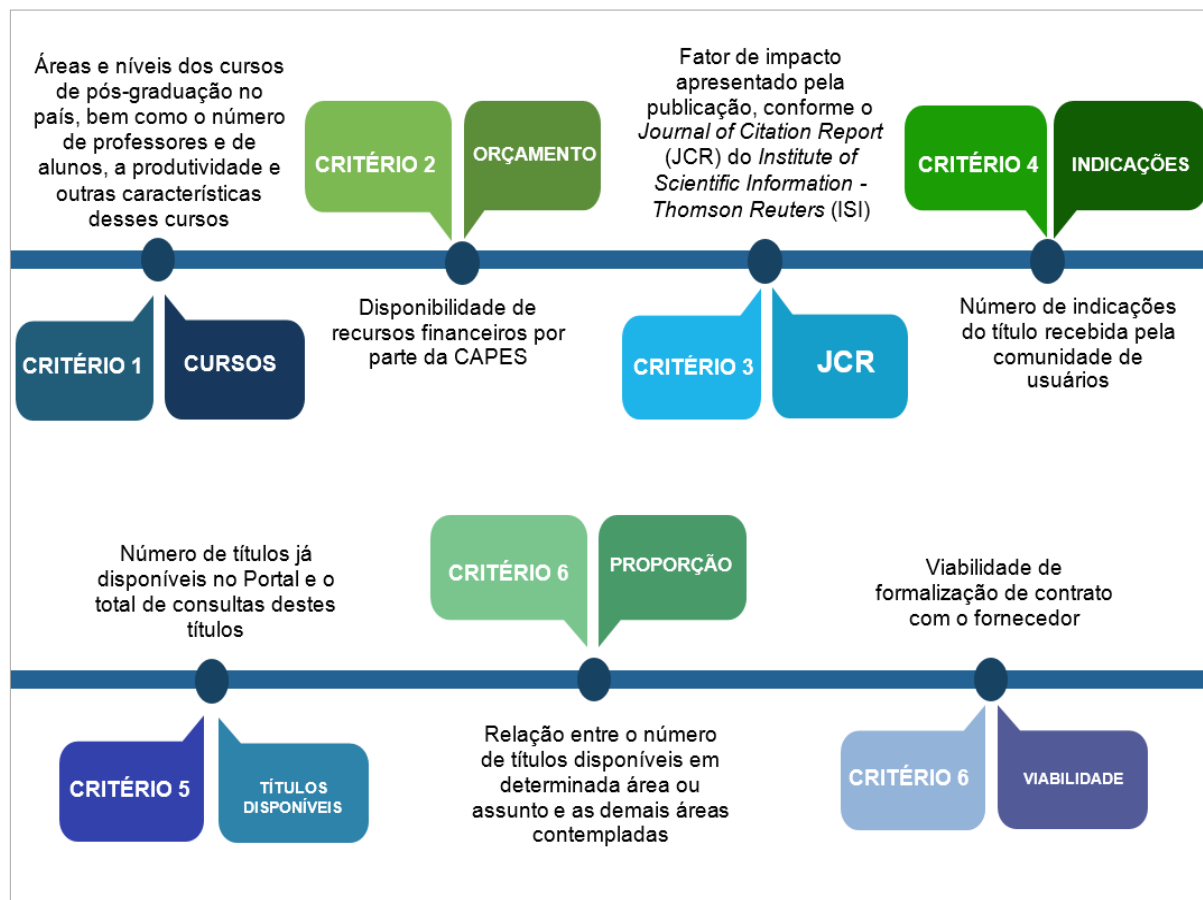 Áreas e níveis dos cursos
de pós-graduação no
país, bem como o número
de professores e de
alunos, a produtividade e
outras características
desses cursos
CRITÉRIO 1
CURSOS
CRITÉRIO 2
ORÇAMENTO
Disponibilidade de
recursos financeiros por
parte da CAPES
Fator de impacto
apresentado pela
publicação, conforme o
Journal of Citation Report
(JCR) do Institute of
Scientific Information -
Thomson Reuters (ISI)
CRITÉRIO 3
JCR
CRITÉRIO 4
INDICAÇÕES
Número de indicações
do título recebida pela
comunidade de
usuários
Número de títulos já
disponíveis no Portal e o
total de consultas destes
títulos
CRITÉRIO 5
TÍTULOS
DISPONÍVEIS
CRITÉRIO 6
PROPORÇÃO
Relação entre o número
de títulos disponíveis em
determinada área ou
assunto e as demais áreas
contempladas
Viabilidade de
formalização de contrato
com o fornecedor
CRITÉRIO 6
VIABILIDADE